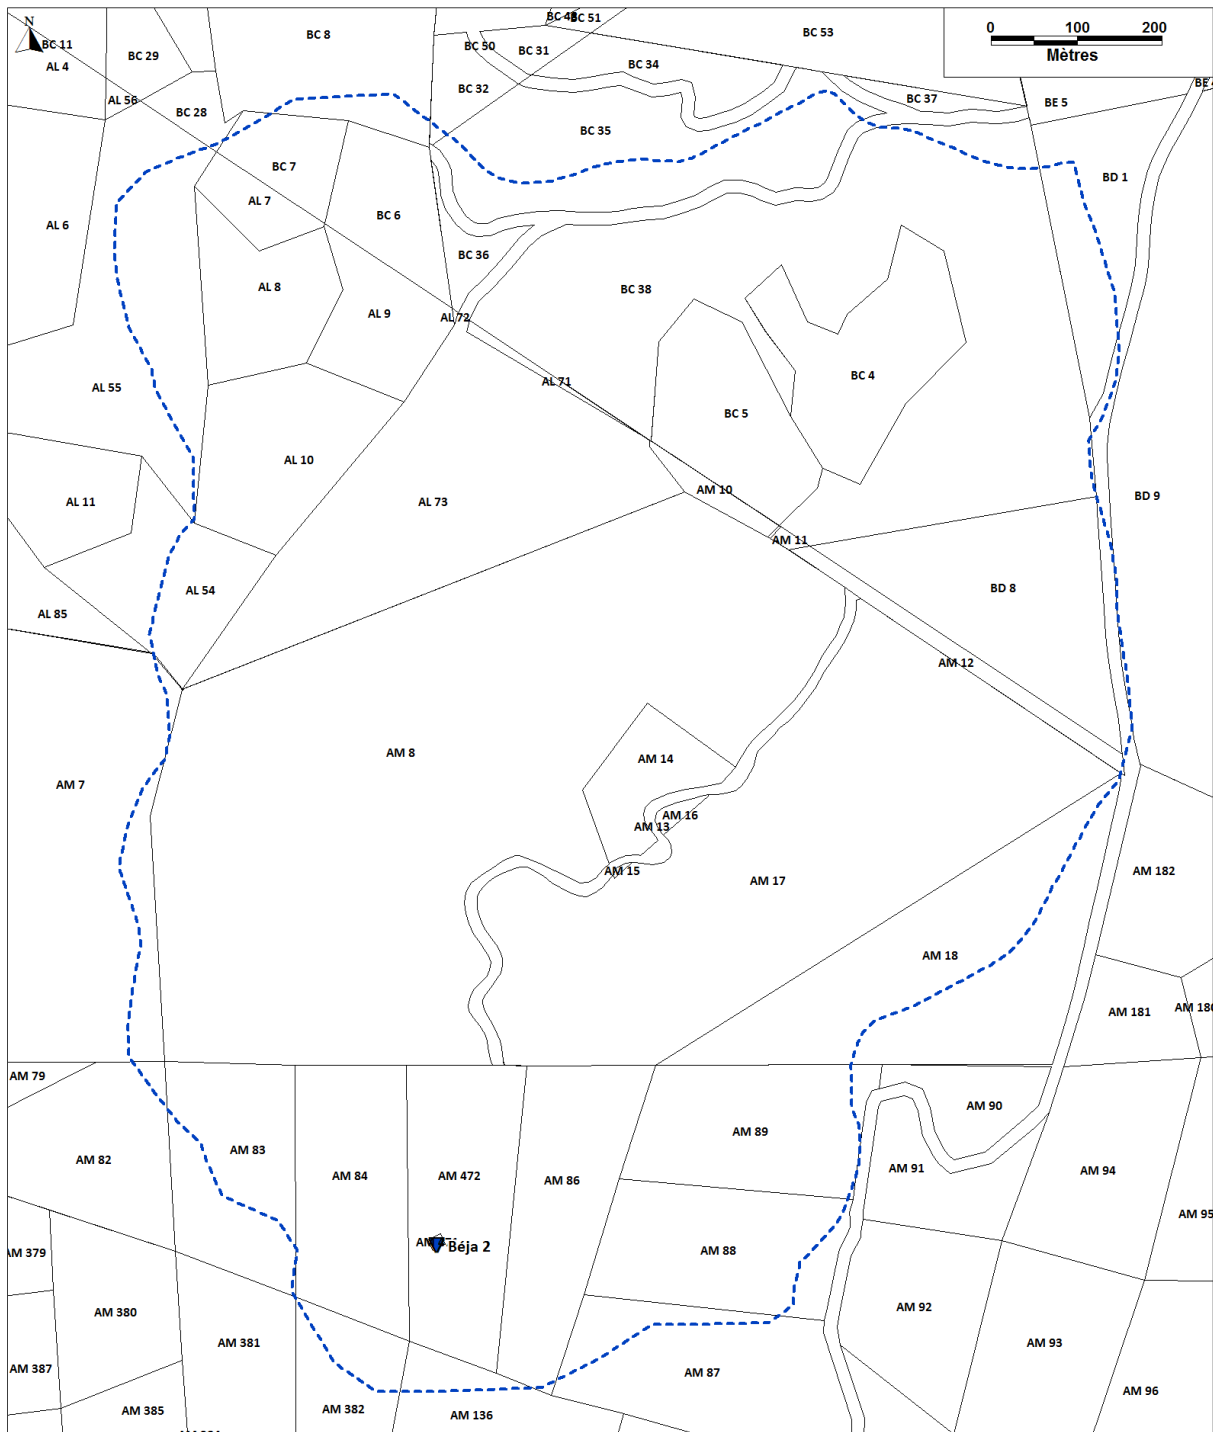 N
0 100 200
Mètres
BC 11
AL 4
BC 29
BC 8
BC 51
BC 50
BC 31
BC 53
BC 34
BC 32
BC 37
BE 5
AL 56
BC 28
BC 35
BC 7
BD 1
AL 7
BC 6
AL 6
BC 36
AL 8
BC 38
AL 9
AL 72
AL 55
AL 71
BC 4
BC 5
AL 10
AL 11
AL 73
AM 10
BD 9
AM 11
BD 8
AL 54
AL 85
AM 12
AM 8
AM 14
AM 7
AM 16
AM 13
AM 15
AM 17
AM 182
AM 18
AM 181
AM 79
AM 90
AM 89
AM 83
AM 82
AM 84
AM 472
AM 86
AM 91
AM 94
AM 95
Béja 2
AM 88
AM 379
AM 380
AM 92
AM 381
AM 93
AM 387
AM 87
AM 96
AM 385
AM 382
AM 136